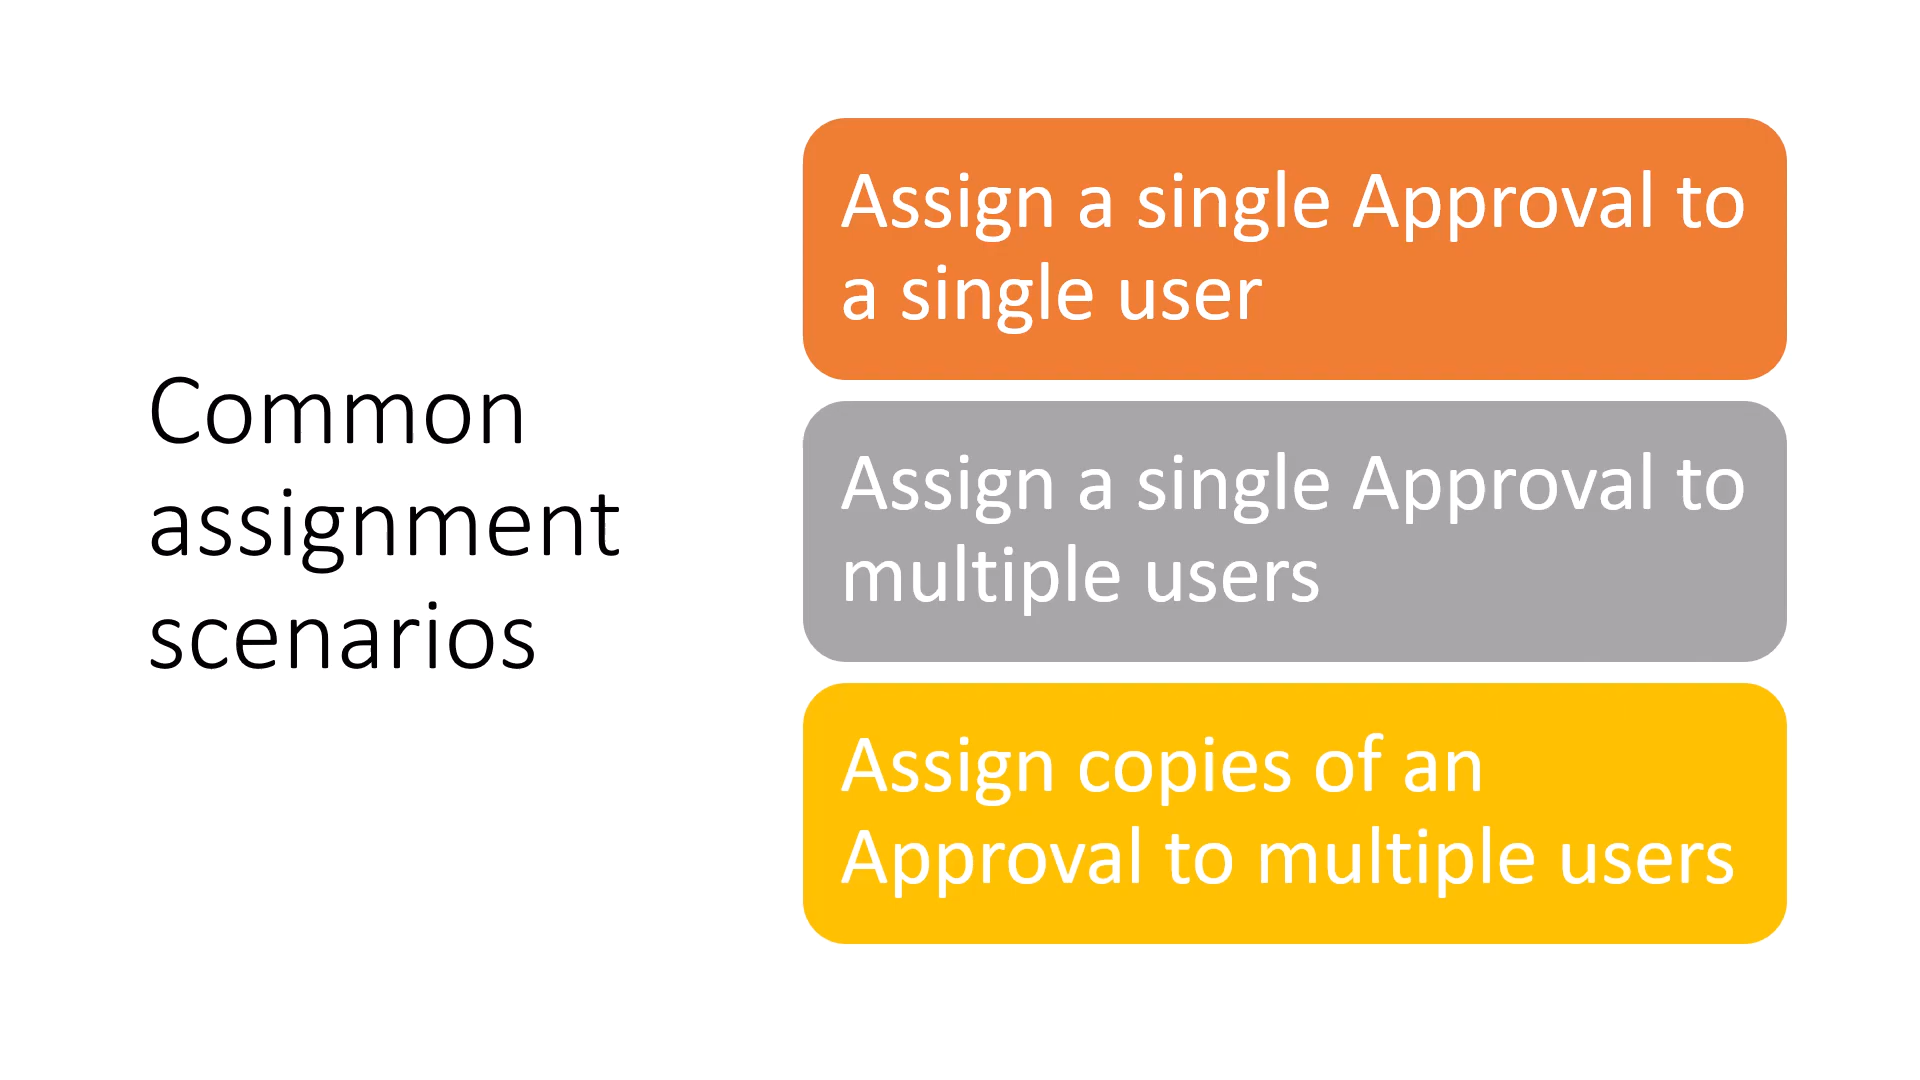 Common
assignment
scenarios
Assign a single Approval to
a single user
Assign a single Approval to
multiple users
Assign copies of an
Approval to multiple users